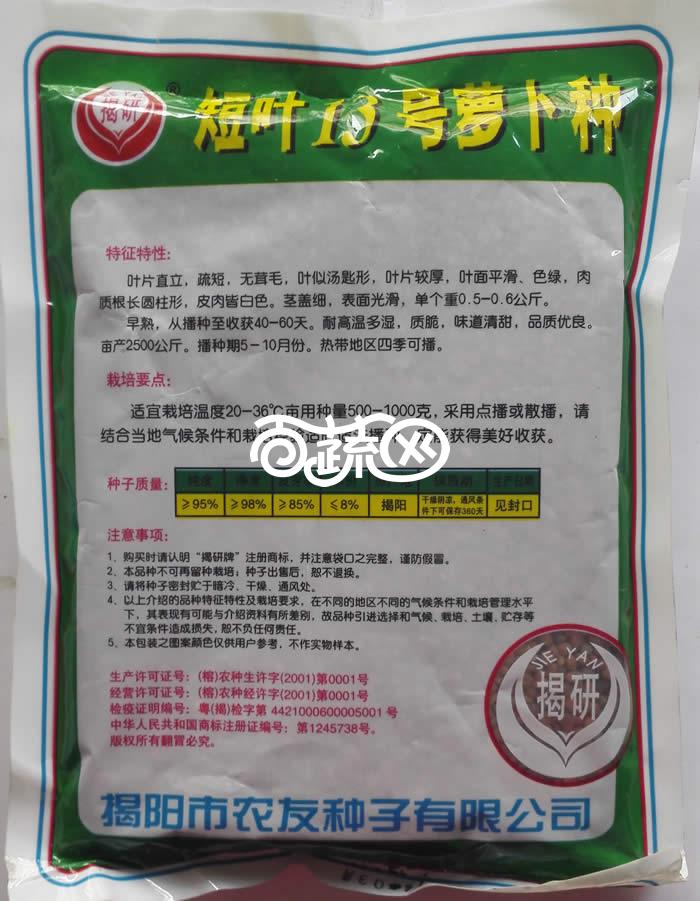 揭研
®
短叶13号萝卜种
特征特性:
叶片直立，疏短，无茸毛，叶似汤匙形，叶片较厚，叶面平滑、色绿，肉
质根长圆柱形，皮肉皆白色。茎盖细，表面光滑，单个重0.5-0.6公斤。
早熟，从播种至收获40-60天。耐高温多湿，质脆，味道清甜，品质优良。
亩产2500公斤。播种期5-10月份。热带地区四季可播。
栽培要点:
适宜栽培温度20-36℃亩用种量500-1000克，采用点播或散播，请
结合当地气候条件和栽培 获得美好收获。
百蔬网
种子质量:
纯度 净度 保质期 生产日期
≥95% ≥98% ≥85% ≤8% 揭阳 干燥阴凉，通风条件下可保存360天 见封口
注意事项:
1、购买时请认明“揭研牌”注册商标，并注意袋口之完整，谨防假冒。
2、本品种不可再留种栽培；种子出售后，恕不退换。
3、请将种子密封贮于暗冷、干燥、通风处。
4、以上介绍的品种特征特性及栽培要求，在不同的地区不同的气候条件和栽培管理水平
下，其表现有可能与介绍资料有所差别，故品种引进选择和气候、栽培、土壤、贮存等
不宜条件造成损失，恕不负任何责任。
5、本包装之图案颜色仅供用户参考，不作实物样本。
生产许可证号:(榕)农种生许字(2001)第0001号
经营许可证号:(榕)农种经许字(2001)第0001号
检疫证明编号:粤(揭)检字第 4421000600005001 号
中华人民共和国商标注册证编号:第1245738号。
版权所有翻冒必究。
JIE YAN
揭研
揭阳市农友种子有限公司